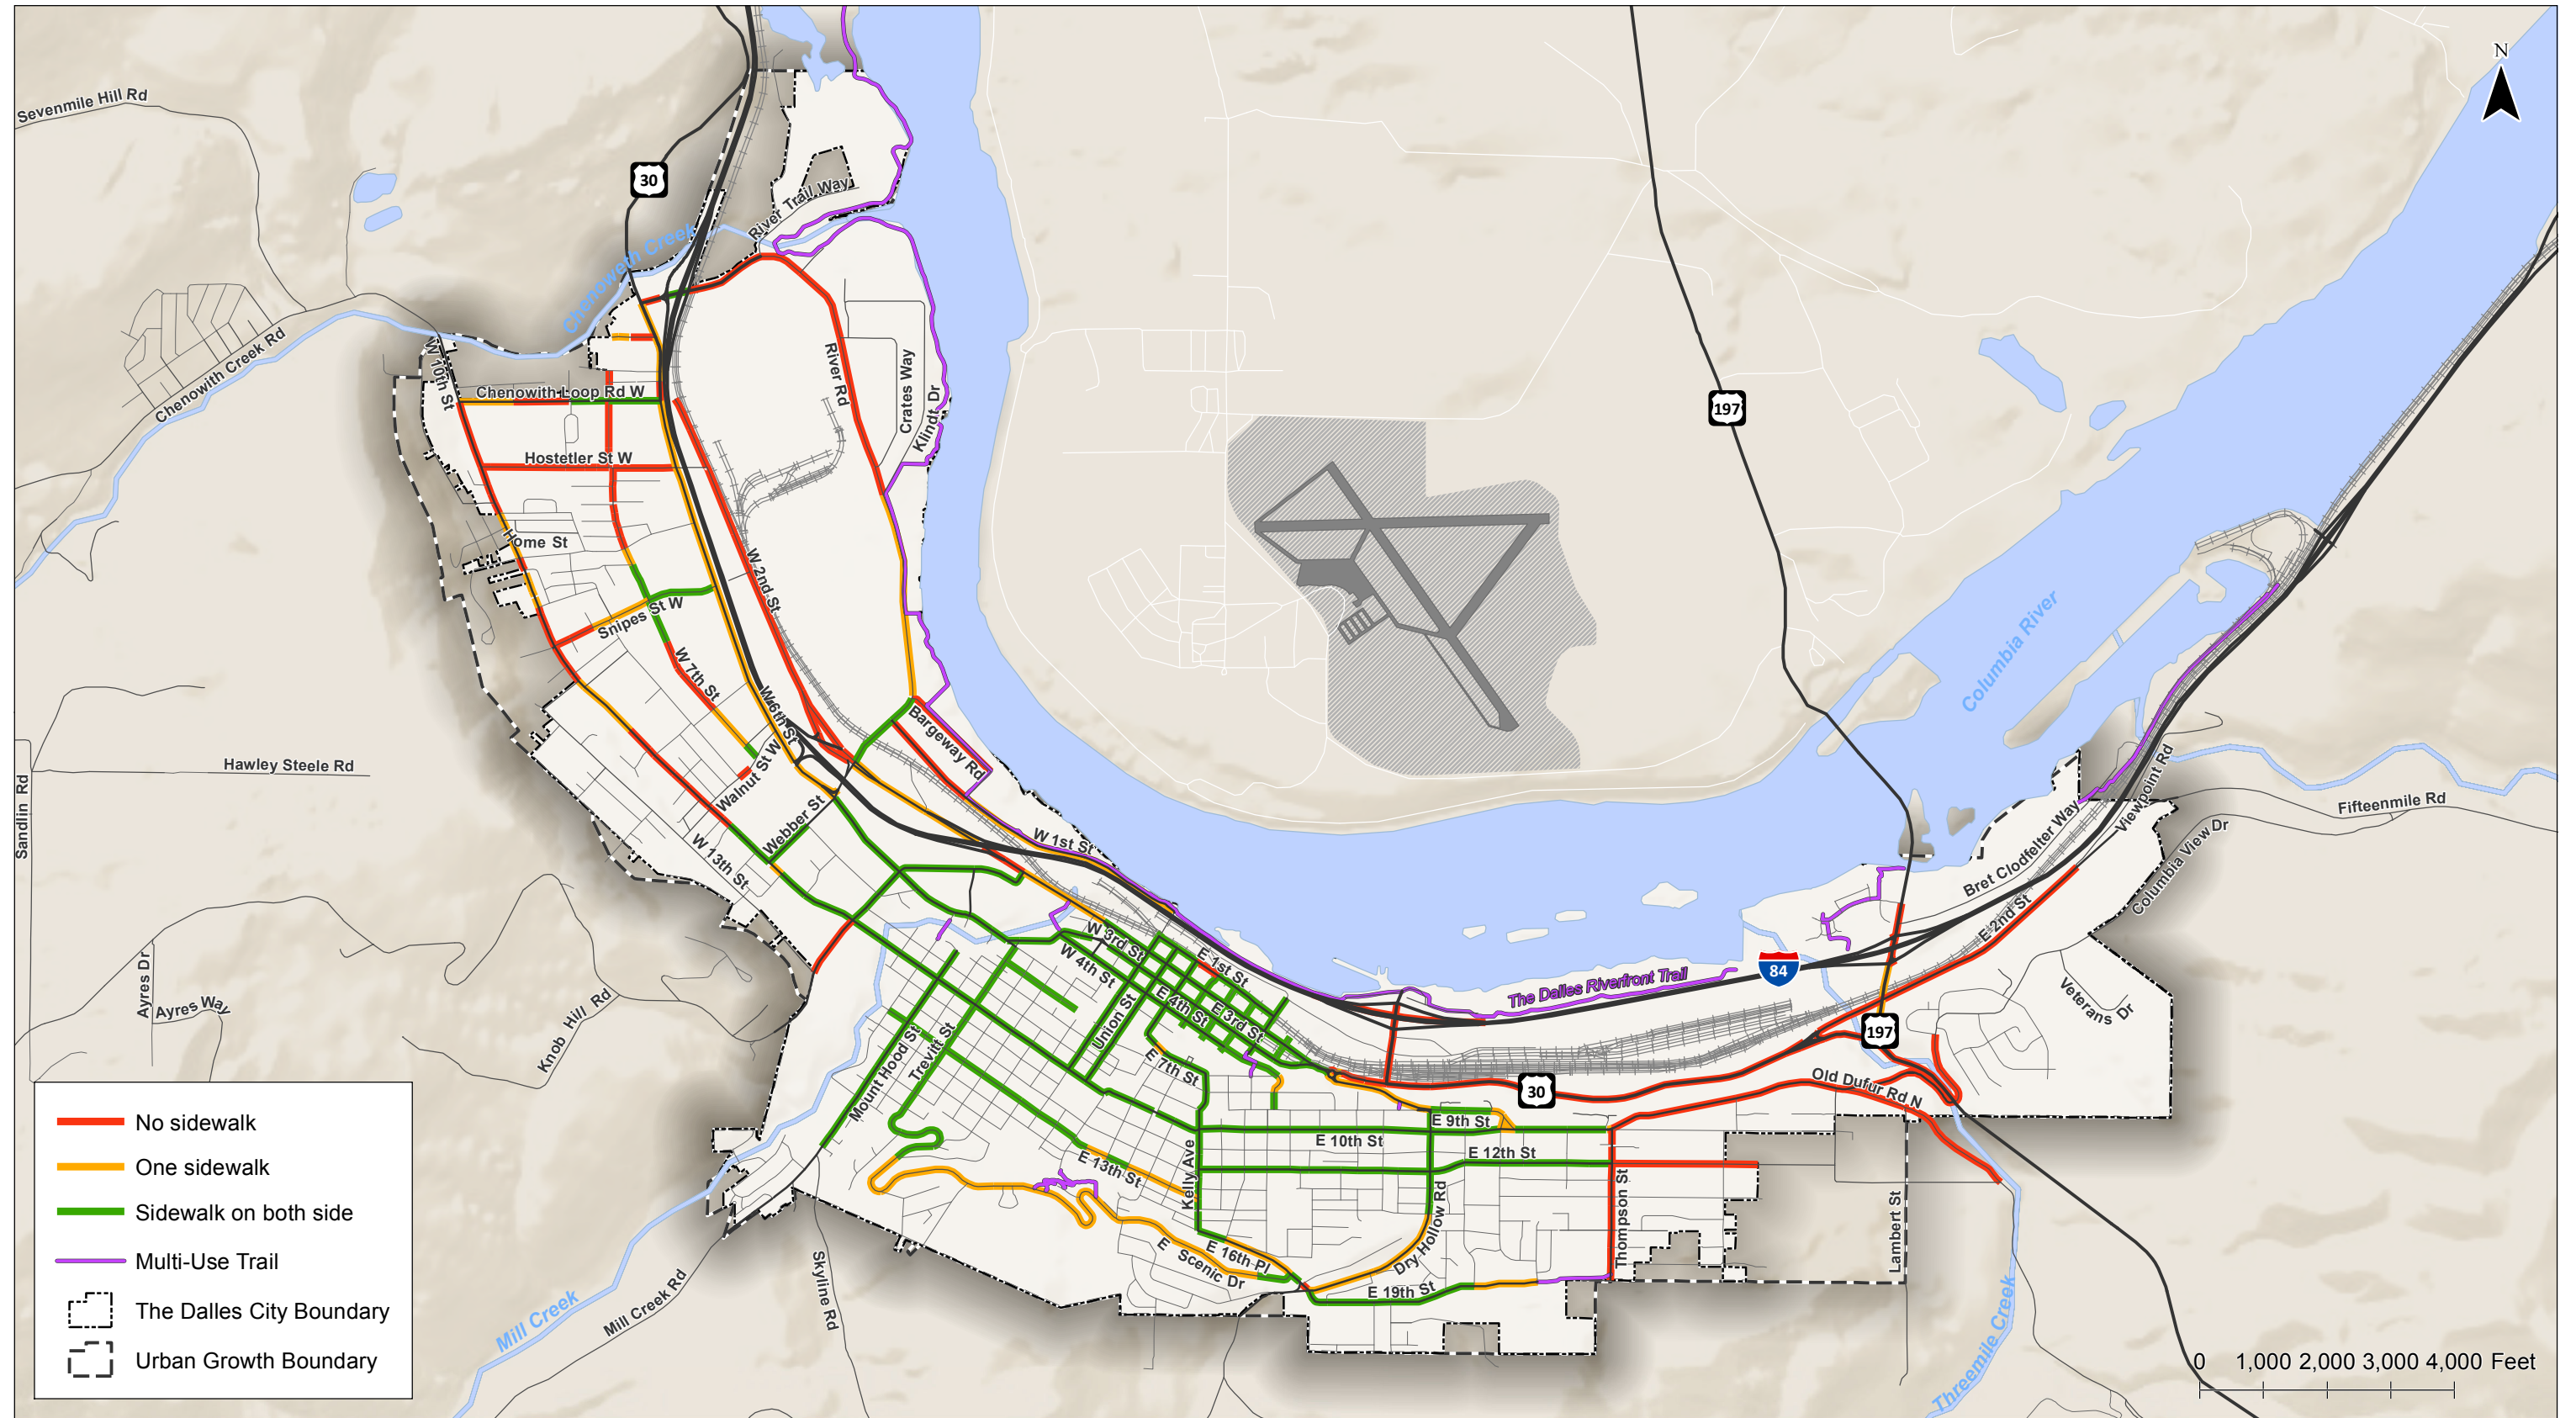 N
Sevenmile Hill Rd
30
River Trail Way
Chenoweth Creek
Chenowith Creek Rd
W 10th St
Chenowith Loop Rd W
River Rd
Crates Way
Klindt Dr
197
Hostetler St W
Home St
W 2nd St
Snipes St W
W 7th St
W 6th St
Columbia River
Bargeway Rd
Walnut St W
Hawley Steele Rd
Sandlin Rd
Webber St
W 13th St
W 1st St
Viewpoint Rd
Bret Clodfelter Way
Fifteenmile Rd
Columbia View Dr
E 2nd St
W 3rd St
W 4th St
E 1st St
84
The Dalles Riverfront Trail
Ayres Dr
Ayres Way
Knob Hill Rd
E 4th St
E 3rd St
Union St
Veterans Dr
197
Mount Hood St
Trevitt St
E 7th St
30
Old Dufur Rd N
E 9th St
E 10th St
E 12th St
E 13th St
Kelly Ave
Dry Hollow Rd
Thompson St
Lambert St
E 16th Pl
E Scenic Dr
E 19th St
Skyline Rd
Mill Creek Rd
Mill Creek
Threemile Creek
No sidewalk
One sidewalk
Sidewalk on both side
Multi-Use Trail
The Dalles City Boundary
Urban Growth Boundary
0 1,000 2,000 3,000 4,000 Feet